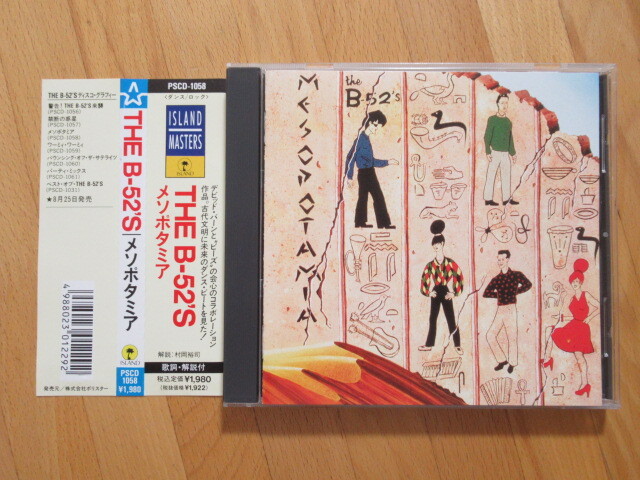 THE B-52'S ディスコ・グラフィー
警告! THE B-52'S 来襲
(PSCD-1056)
禁断の惑星
(PSCD-1057)
メソポタミア
(PSCD-1058)
ワーミィ・ワーミィ
(PSCD-1059)
バウンシング・オフ・ザ・サテライツ
(PSCD-1060)
パーティ・ミックス
(PSCD-1061)
ベスト・オブ・THE B-52'S
(PSCD-1031)
★8月25日発売
4988023012292
発売元/株式会社ポリスター
THE B-52'S/メソポタミア
ISLAND
PSCD
1058
¥1,980
PSCD-1058
(ダンス/ロック)
ISLAND
MASTERS
ISLAND
THE B-52'S
メソポタミア
デビッド・バーンと、ビーズ・の会心のコラボレーション
作品。古代文明に未来のダンス・ビートを見た!
解説:村岡裕司
歌詞・解説付
税込定価¥1,980
(税抜価格¥1,922)
MESOPOTAMIA
the
B-52's